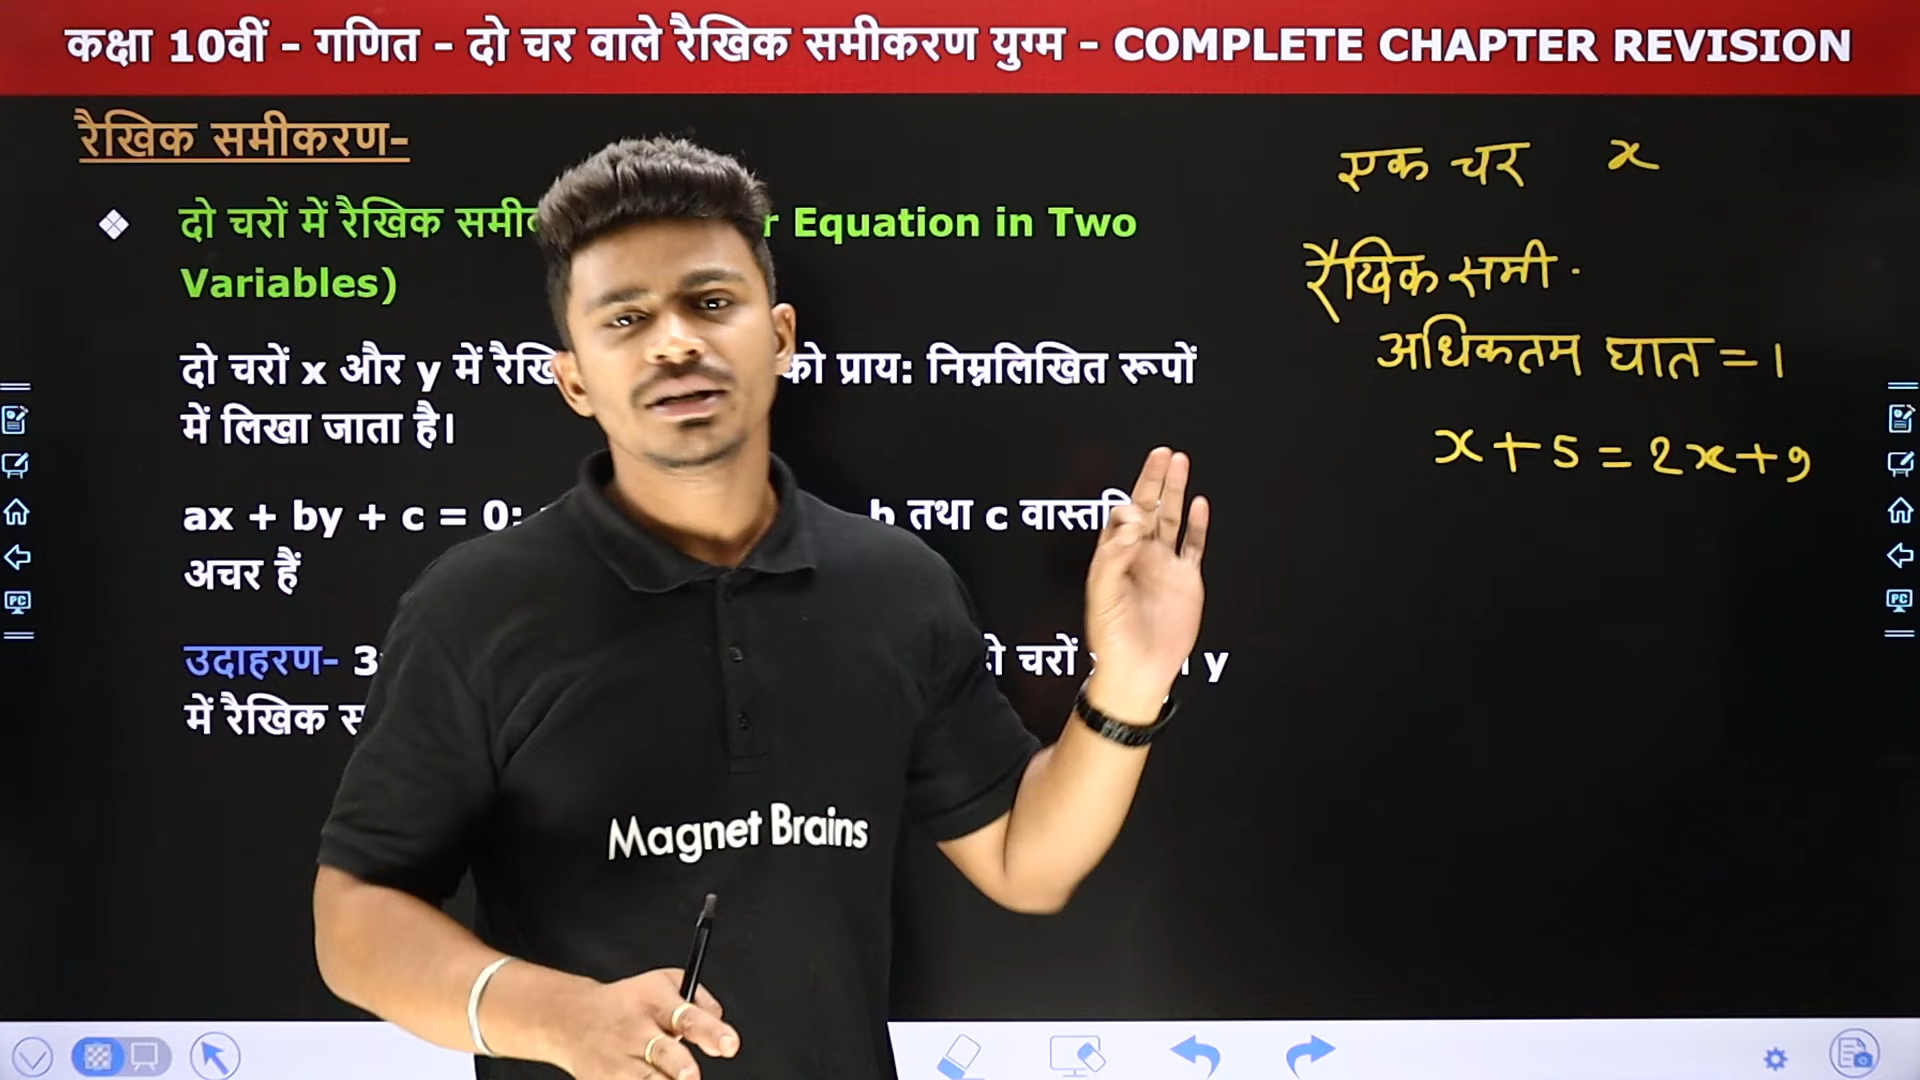 कक्षा 10वीं - गणित - दो चर वाले रैखिक समीकरण युग्म - COMPLETE CHAPTER REVISION
रैखिक समीकरण-
❖ दो चरों में रैखिक Equation in Two
Variables)
दो चरों x और y में को प्राय: निम्नलिखित रूपों
में लिखा जाता है।
ax + by + c = 0; b तथा c
अचर हैं
उदाहरण- चरों y
में रैखिक
एक चर x
रैखिक समी.
अधिकतम घात = 1
x + 5 = 2x + 9
Magnet Brains
PC
PC